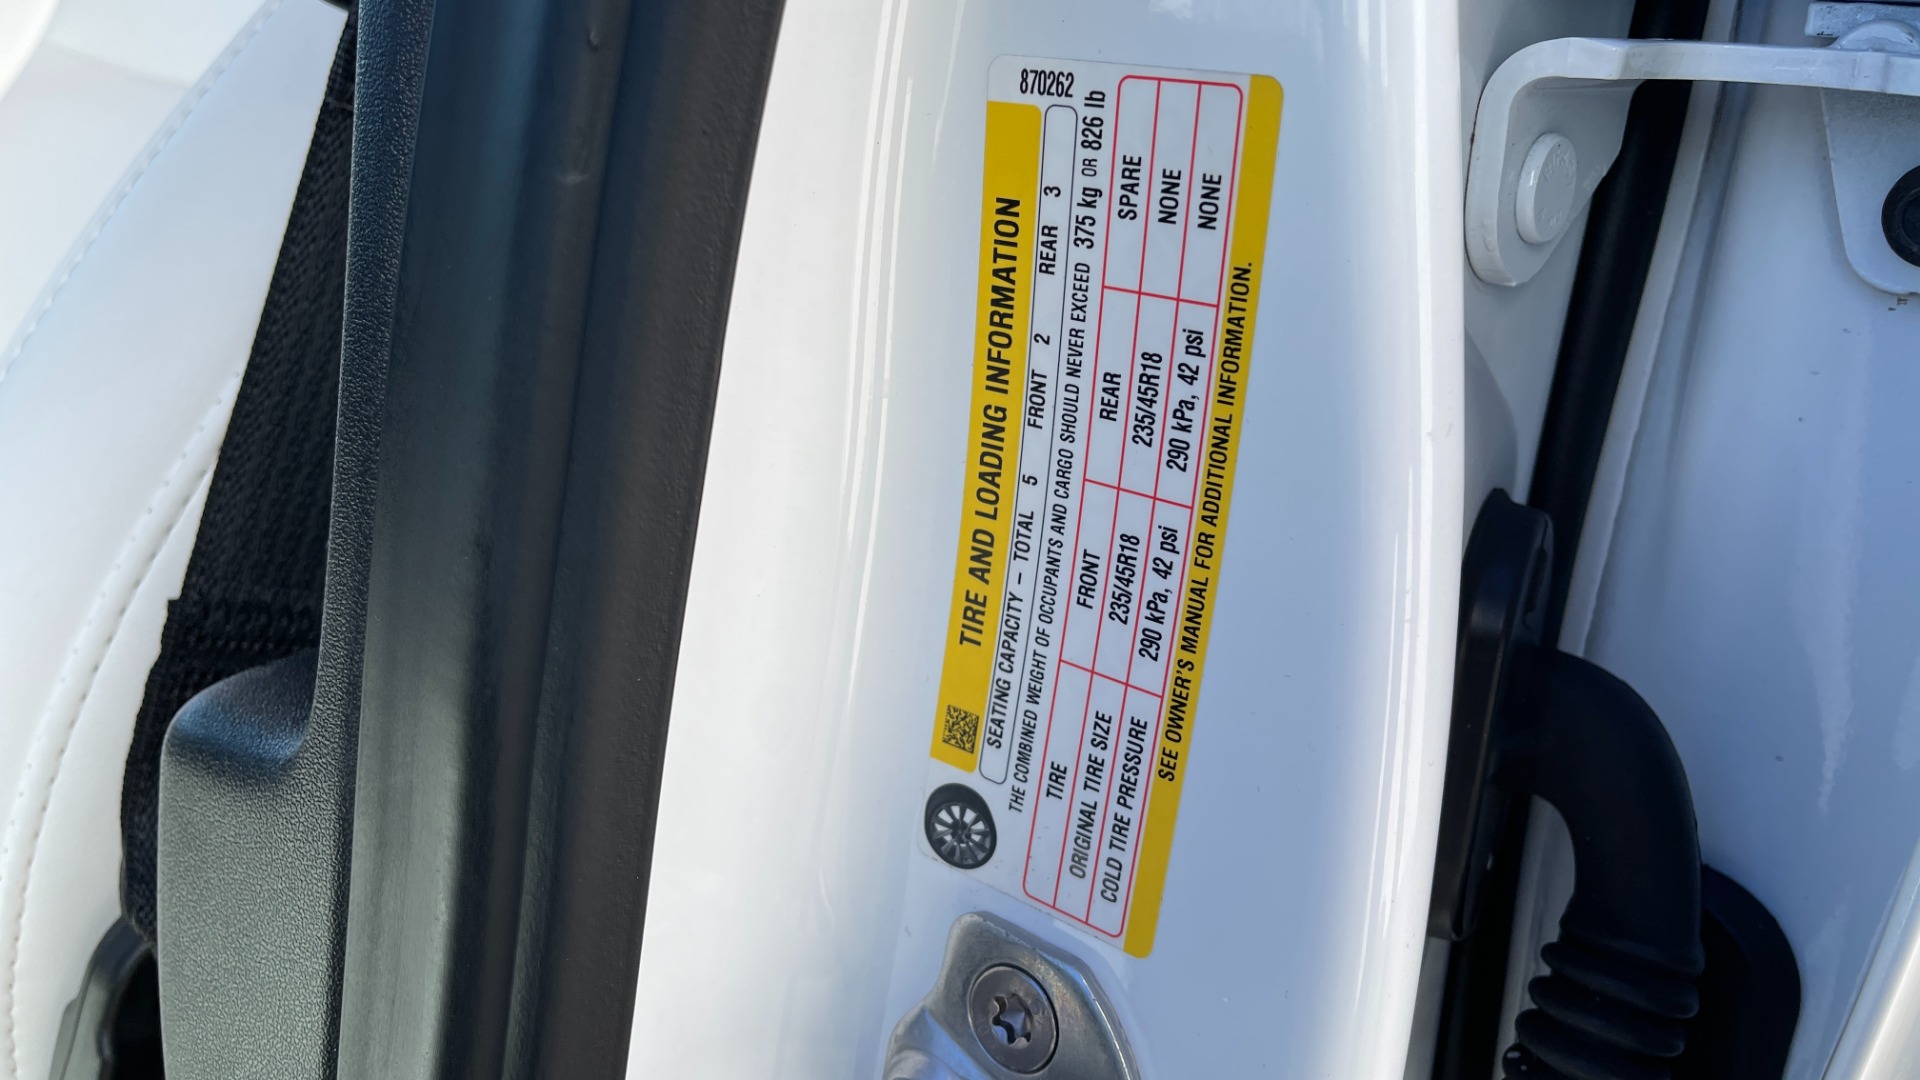 870262
TIRE AND LOADING INFORMATION
SEATING CAPACITY – TOTAL 5 FRONT 2 REAR 3
THE COMBINED WEIGHT OF OCCUPANTS AND CARGO SHOULD NEVER EXCEED 375 kg OR 826 lb
TIRE FRONT REAR SPARE
ORIGINAL TIRE SIZE 235/45R18 235/45R18 NONE
COLD TIRE PRESSURE 290 kPa, 42 psi 290 kPa, 42 psi NONE
SEE OWNER'S MANUAL FOR ADDITIONAL INFORMATION.